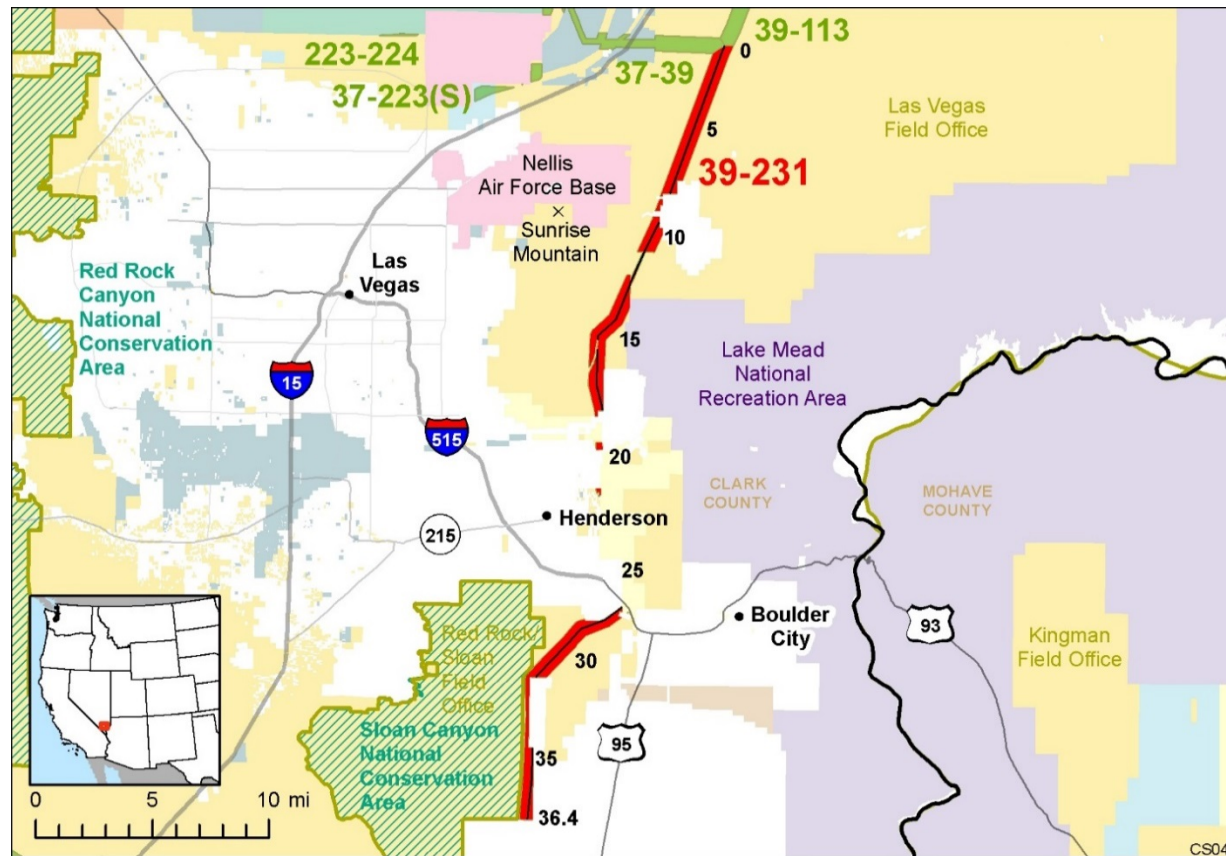 39-113
0
223-224
37-39
37-223(S)
Las Vegas
Field Office
5
39-231
Nellis
Air Force Base
Sunrise
Mountain
10
Las
Vegas
Red Rock
Canyon
National
Conservation
Area
15
15
Lake Mead
National
Recreation Area
515
20
CLARK
COUNTY
MOHAVE
COUNTY
Henderson
215
25
Boulder
City
93
Red Rock/
Sloan
Field
Office
30
Kingman
Field Office
Sloan Canyon
National
Conservation
Area
95
35
36.4
0
5
10 mi
CS04